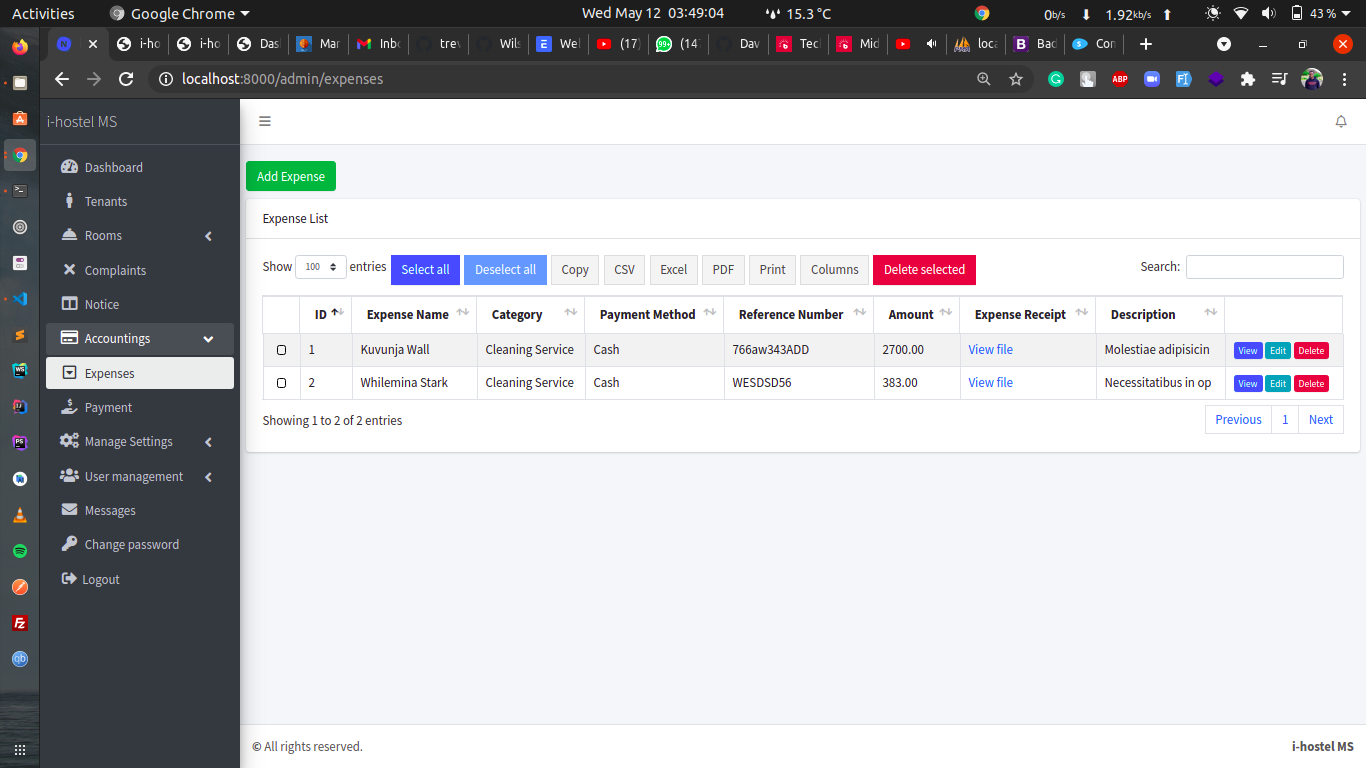 Activities Google Chrome Wed May 12 03:49:04 15.3 °C 0b/s 1.92kb/s 43 %
i-ho i-ho Das Mar Inbo trev Wils Wel (17) 99+ (14 Dav Tecl Mid loca Bad Con
localhost:8000/admin/expenses
ABP
i-hostel MS
Dashboard
Tenants
Rooms
Complaints
Notice
Accountings
Expenses
Payment
Manage Settings
User management
Messages
Change password
Logout
Add Expense
Expense List
Show 100 entries Select all Deselect all Copy CSV Excel PDF Print Columns Delete selected Search:
ID Expense Name Category Payment Method Reference Number Amount Expense Receipt Description
1 Kuvunja Wall Cleaning Service Cash 766aw343ADD 2700.00 View file Molestiae adipisicin View Edit Delete
2 Whilemina Stark Cleaning Service Cash WESDSD56 383.00 View file Necessitatibus in op View Edit Delete
Showing 1 to 2 of 2 entries Previous 1 Next
© All rights reserved. i-hostel MS